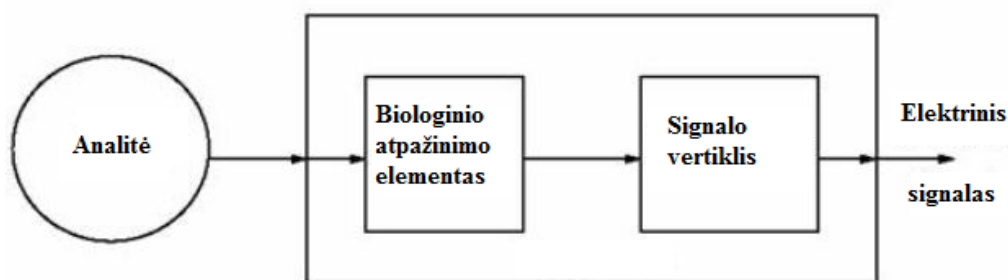 Analitė
Biologinio
atpažinimo
elementas
Signalo
vertiklis
Elektrinis
signalas